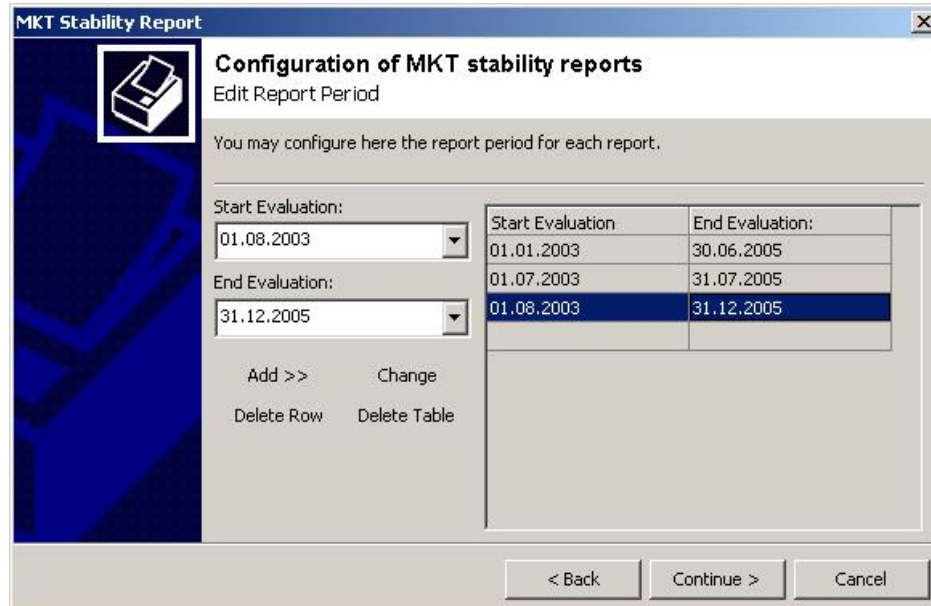 MKT Stability Report
Configuration of MKT stability reports
Edit Report Period
You may configure here the report period for each report.
Start Evaluation:
01.08.2003
End Evaluation:
31.12.2005
Add >> Change
Delete Row Delete Table
Start Evaluation End Evaluation:
01.01.2003 30.06.2005
01.07.2003 31.07.2005
01.08.2003 31.12.2005
< Back Continue > Cancel